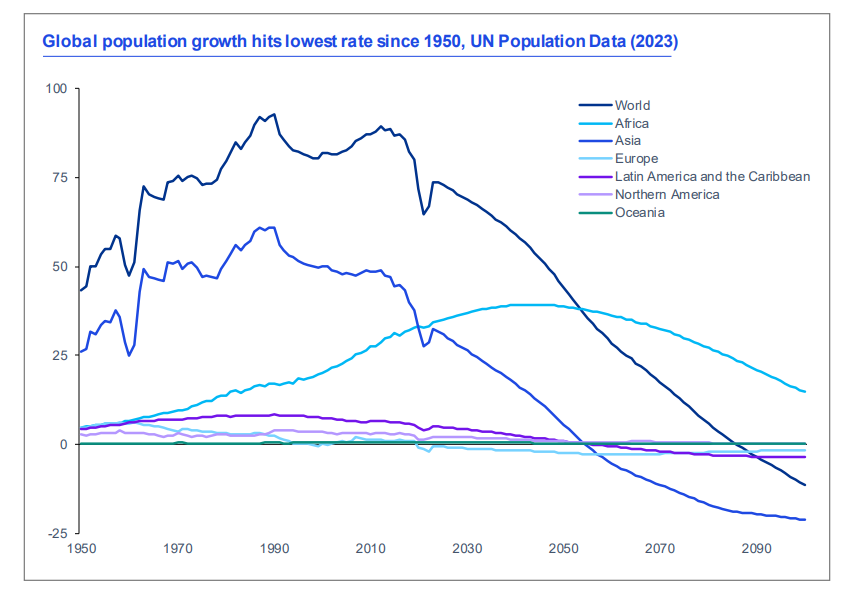 Global population growth hits lowest rate since 1950, UN Population Data (2023)
100
75
50
25
0
-25
1950
1970
1990
2010
2030
2050
2070
2090
World
Africa
Asia
Europe
Latin America and the Caribbean
Northern America
Oceania